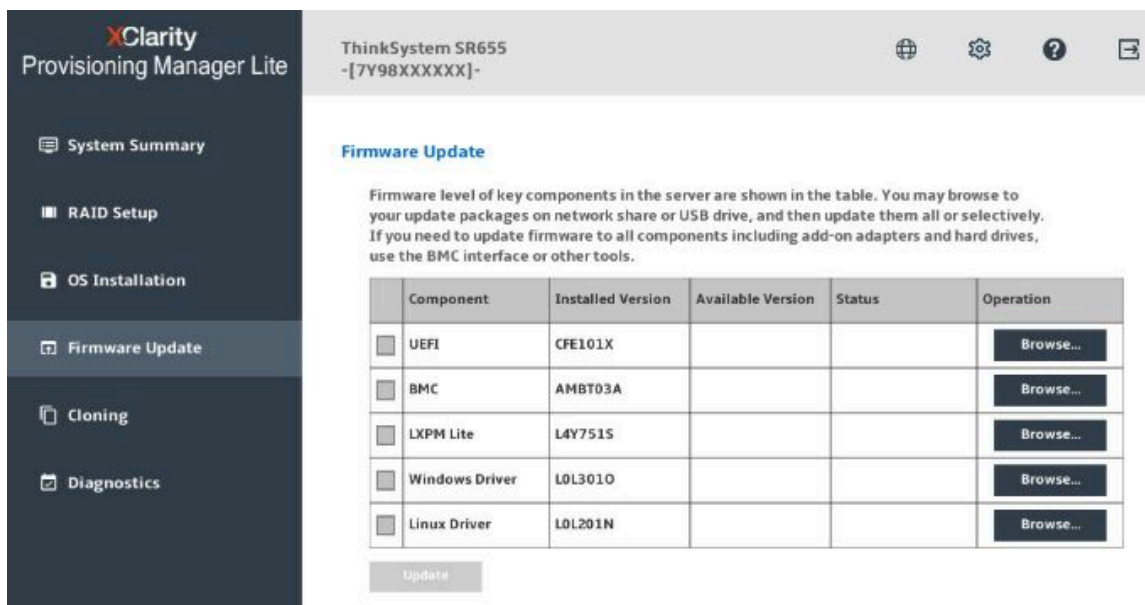 XClarity
Provisioning Manager Lite
ThinkSystem SR655
-[7Y98XXXXXX]-
System Summary
RAID Setup
OS Installation
Firmware Update
Cloning
Diagnostics
Firmware Update
Firmware level of key components in the server are shown in the table. You may browse to
your update packages on network share or USB drive, and then update them all or selectively.
If you need to update firmware to all components including add-on adapters and hard drives,
use the BMC interface or other tools.
Component Installed Version Available Version Status Operation
UEFI CFE101X Browse...
BMC AMBT03A Browse...
LXPM Lite L4Y751S Browse...
Windows Driver L0L301O Browse...
Linux Driver L0L201N Browse...
Update